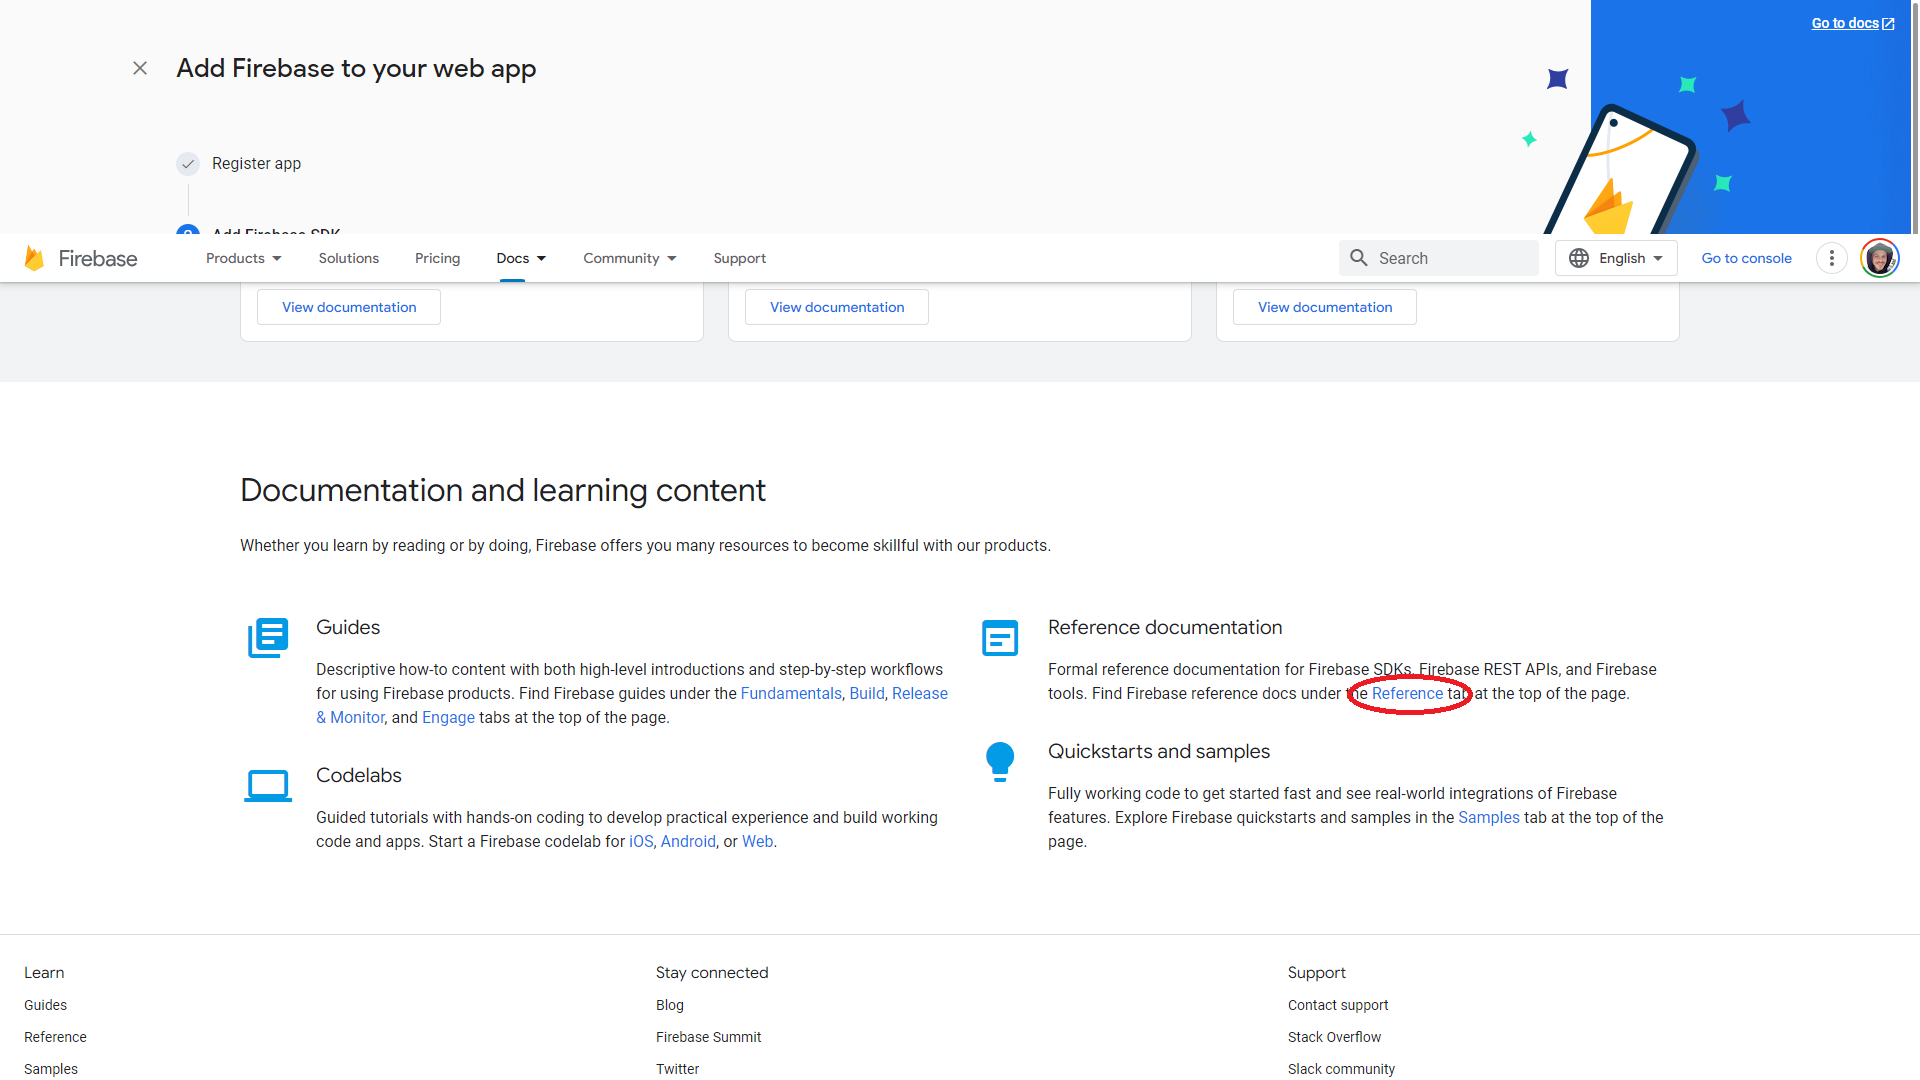 Go to docs
Add Firebase to your web app
Register app
Add Firebase SDK
Firebase
Products
Solutions
Pricing
Docs
Community
Support
Search
English
Go to console
View documentation
View documentation
View documentation
Documentation and learning content
Whether you learn by reading or by doing, Firebase offers you many resources to become skillful with our products.
Guides
Descriptive how-to content with both high-level introductions and step-by-step workflows
for using Firebase products. Find Firebase guides under the Fundamentals, Build, Release
& Monitor, and Engage tabs at the top of the page.
Reference documentation
Formal reference documentation for Firebase SDKs, Firebase REST APIs, and Firebase
tools. Find Firebase reference docs under the Reference tab at the top of the page.
Codelabs
Guided tutorials with hands-on coding to develop practical experience and build working
code and apps. Start a Firebase codelab for iOS, Android, or Web.
Quickstarts and samples
Fully working code to get started fast and see real-world integrations of Firebase
features. Explore Firebase quickstarts and samples in the Samples tab at the top of the
page.
Learn
Guides
Reference
Samples
Stay connected
Blog
Firebase Summit
Twitter
Support
Contact support
Stack Overflow
Slack community